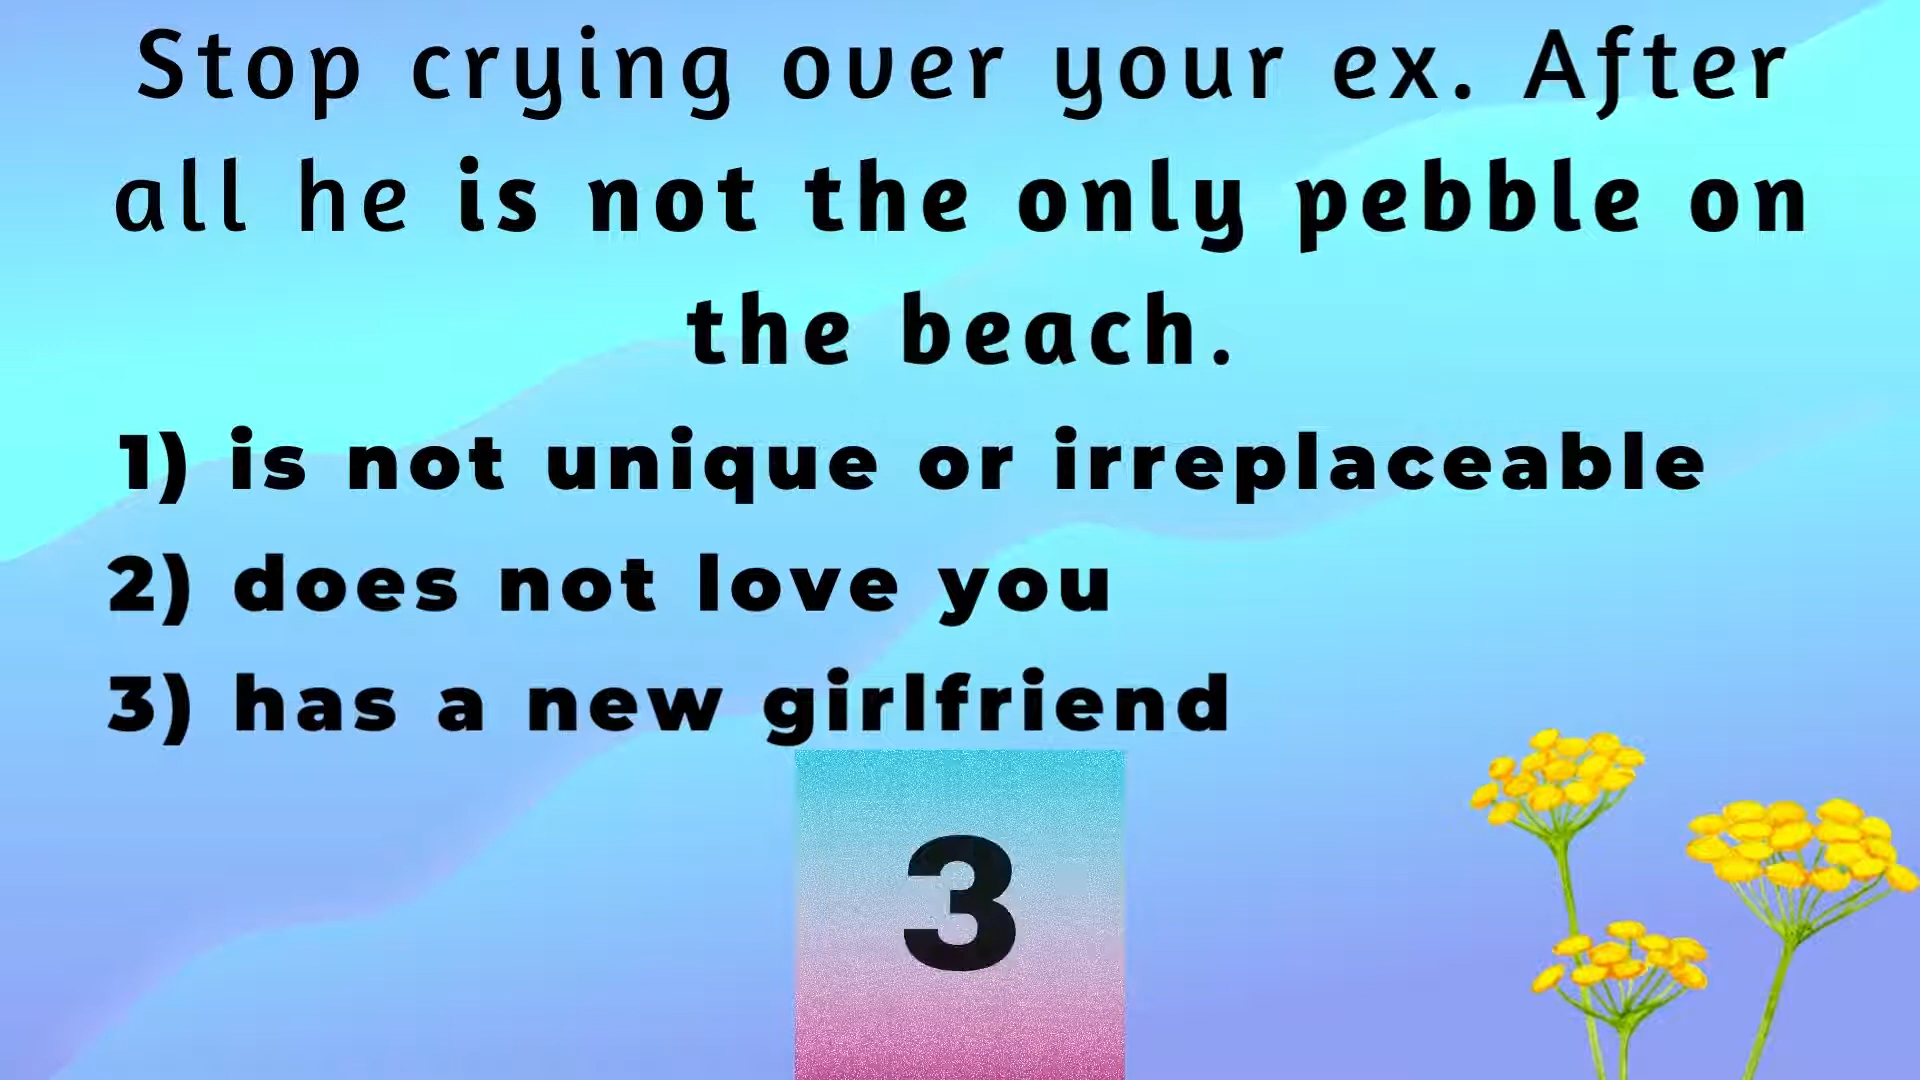 Stop crying over your ex. After
all he is not the only pebble on
the beach.
1) is not unique or irreplaceable
2) does not love you
3) has a new girlfriend
3